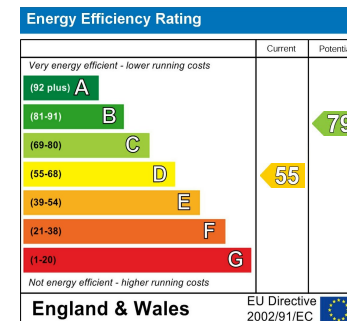 Energy Efficiency Rating
Current
Very energy efficient - lower running costs
(92 plus) A
(81-91) B
79
(69-80) C
(55-68) D
55
(39-54) E
(21-38) F
(1-20) G
Not energy efficient - higher running costs
England & Wales
EU Directive
2002/91/EC